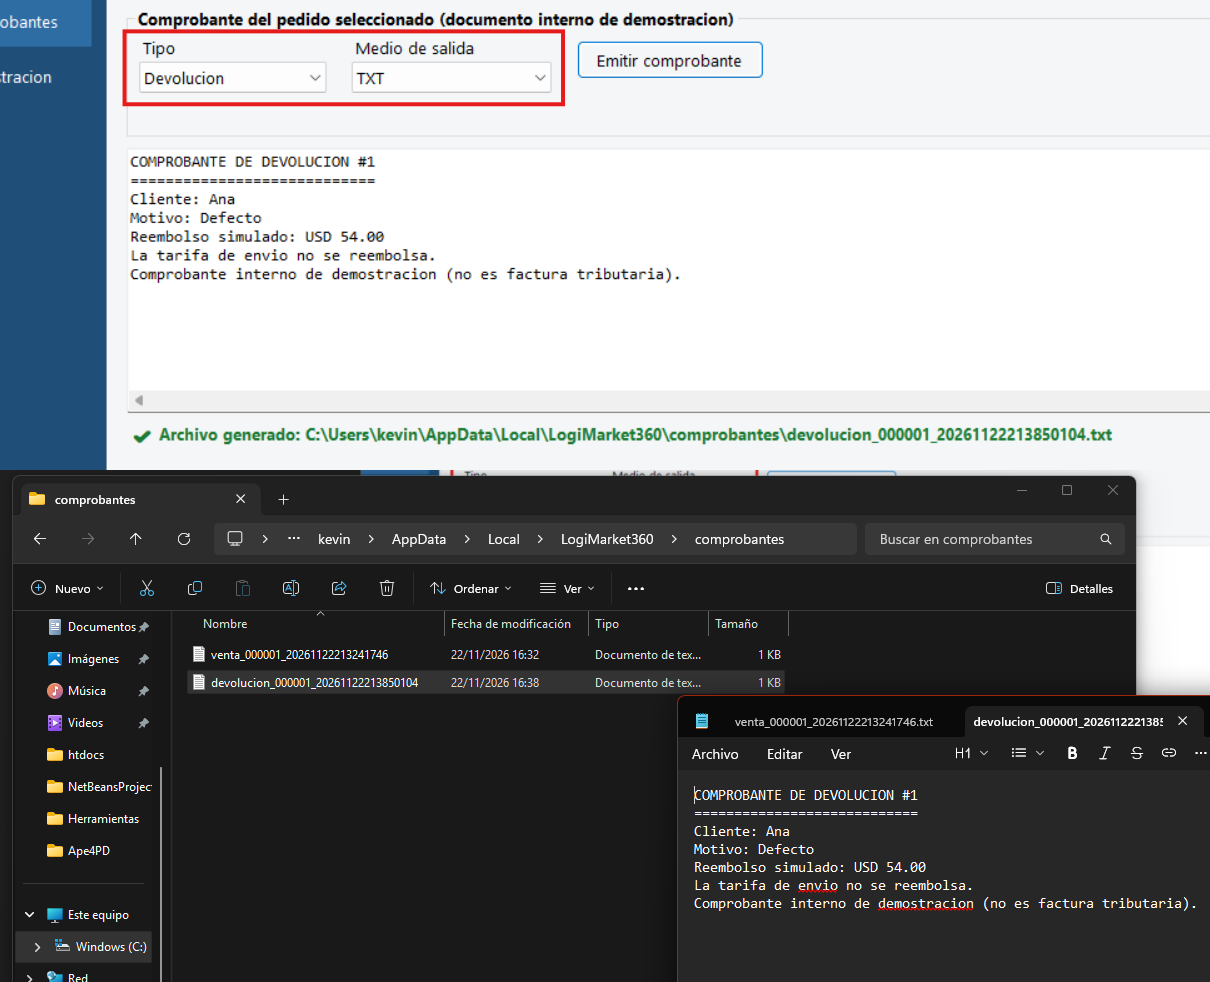 obantes
tracion
Comprobante del pedido seleccionado (documento interno de demostracion)
Tipo
Medio de salida
Devolucion
TXT
Emitir comprobante
COMPROBANTE DE DEVOLUCION #1
============================
Cliente: Ana
Motivo: Defecto
Reembolso simulado: USD 54.00
La tarifa de envio no se reembolsa.
Comprobante interno de demostracion (no es factura tributaria).
Archivo generado: C:\Users\kevin\AppData\Local\LogiMarket360\comprobantes\devolucion_000001_20261122213850104.txt
Tipo
Medio de salida
comprobantes
kevin > AppData > Local > LogiMarket360 > comprobantes
Buscar en comprobantes
Nuevo
Ordenar
Ver
Detalles
Documentos
Imágenes
Música
Videos
htdocs
NetBeansProjec
Herramientas
Ape4PD
Este equipo
Windows (C:)
Red
Nombre
Fecha de modificación
Tipo
Tamaño
venta_000001_20261122213241746
22/11/2026 16:32
Documento de tex...
1 KB
devolucion_000001_20261122213850104
22/11/2026 16:38
Documento de tex...
1 KB
venta_000001_20261122213241746.txt
devolucion_000001_202611222138
Archivo
Editar
Ver
H1
B
I
S
COMPROBANTE DE DEVOLUCION #1
============================
Cliente: Ana
Motivo: Defecto
Reembolso simulado: USD 54.00
La tarifa de envio no se reembolsa.
Comprobante interno de demostracion (no es factura tributaria).